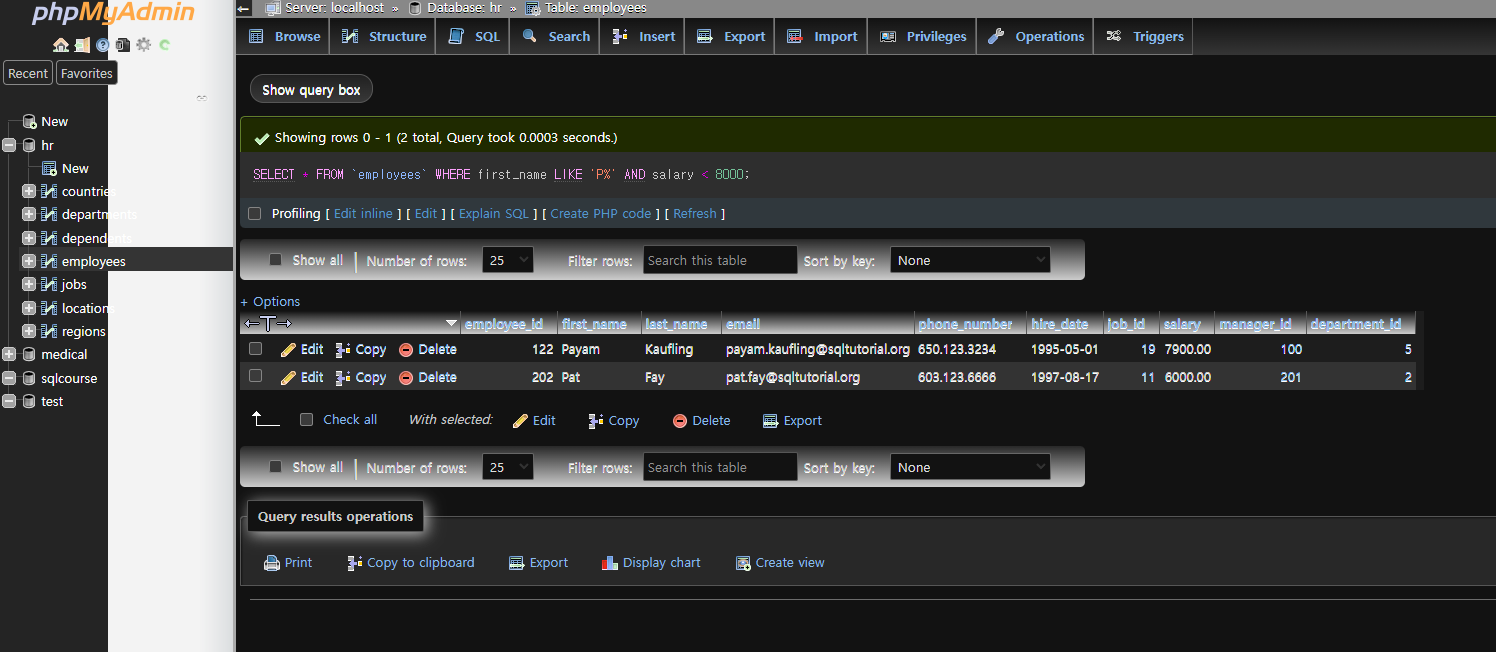 phpMyAdmin
Recent Favorites
New
hr
New
countries
departments
dependents
employees
jobs
locations
regions
medical
sqlcourse
test
Server: localhost » Database: hr » Table: employees
Browse Structure SQL Search Insert Export Import Privileges Operations Triggers
Show query box
Showing rows 0 - 1 (2 total, Query took 0.0003 seconds.)
SELECT * FROM `employees` WHERE first_name LIKE 'P%' AND salary < 8000;
Profiling [ Edit inline ] [ Edit ] [ Explain SQL ] [ Create PHP code ] [ Refresh ]
Show all Number of rows: 25 Filter rows: Search this table Sort by key: None
+ Options
employee_id first_name last_name email phone_number hire_date job_id salary manager_id department_id
Edit Copy Delete 122 Payam Kaufling payam.kaufling@sqltutorial.org 650.123.3234 1995-05-01 19 7900.00 100 5
Edit Copy Delete 202 Pat Fay pat.fay@sqltutorial.org 603.123.6666 1997-08-17 11 6000.00 201 2
Check all With selected: Edit Copy Delete Export
Show all Number of rows: 25 Filter rows: Search this table Sort by key: None
Query results operations
Print Copy to clipboard Export Display chart Create view